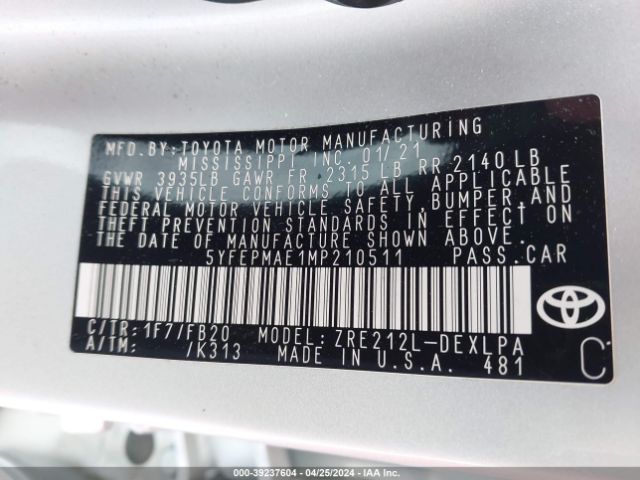 MFD. BY:TOYOTA MOTOR MANUFACTURING
MISSISSIPPI, INC. 01/21
GVWR 3935LB GAWR FR 2315 LB RR 2140 LB
THIS VEHICLE CONFORMS TO ALL APPLICABLE
FEDERAL MOTOR VEHICLE SAFETY, BUMPER, AND
THEFT PREVENTION STANDARDS IN EFFECT ON
THE DATE OF MANUFACTURE SHOWN ABOVE.
5YFEPMAE1MP210511 PASS.CAR
C/TR: 1F7/FB20 MODEL: ZRE212L-DEXLPA
A/TM: /K313 MADE IN U.S.A. 481
000-39237604 - 04/25/2024 - IAAI.COM